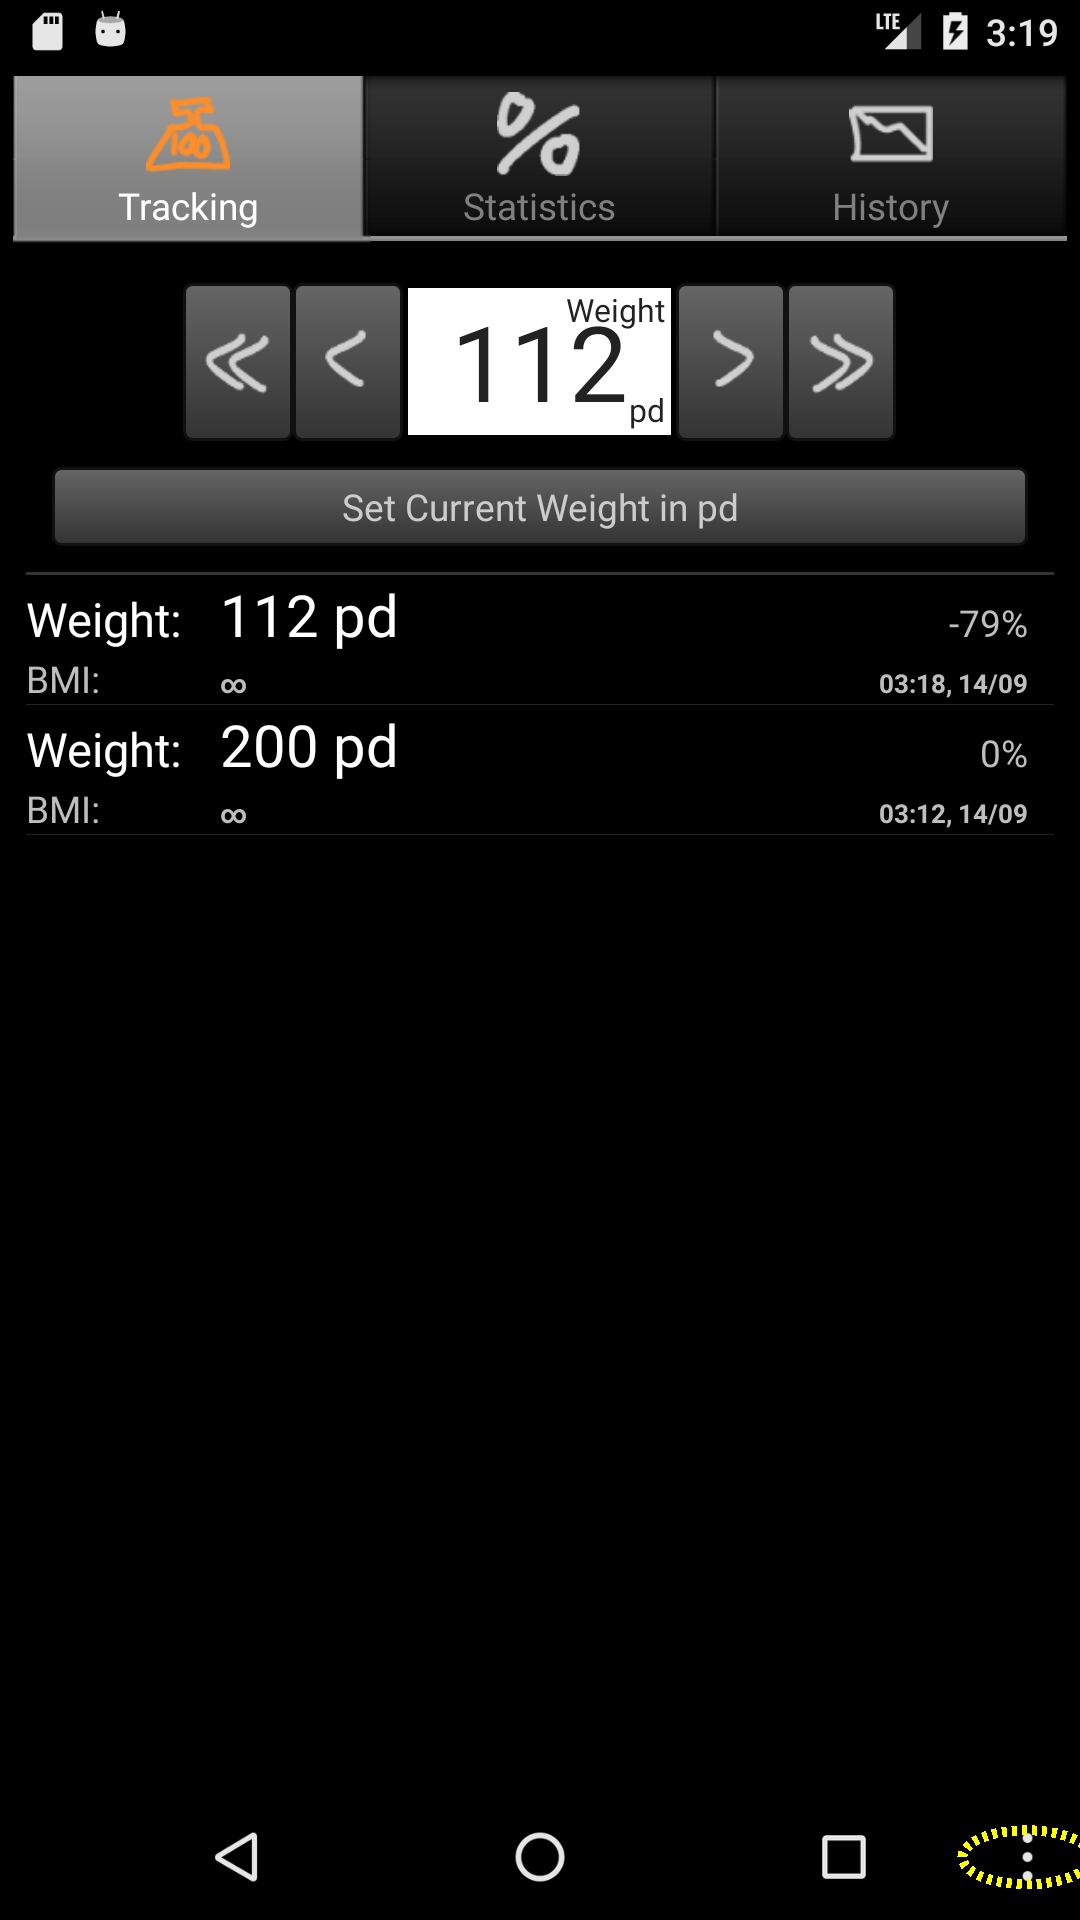 LTE 3:19
100
Tracking
%
Statistics
History
<< < Weight > >>
112
pd
Set Current Weight in pd
Weight: 112 pd -79%
BMI: ∞ 03:18, 14/09
Weight: 200 pd 0%
BMI: ∞ 03:12, 14/09